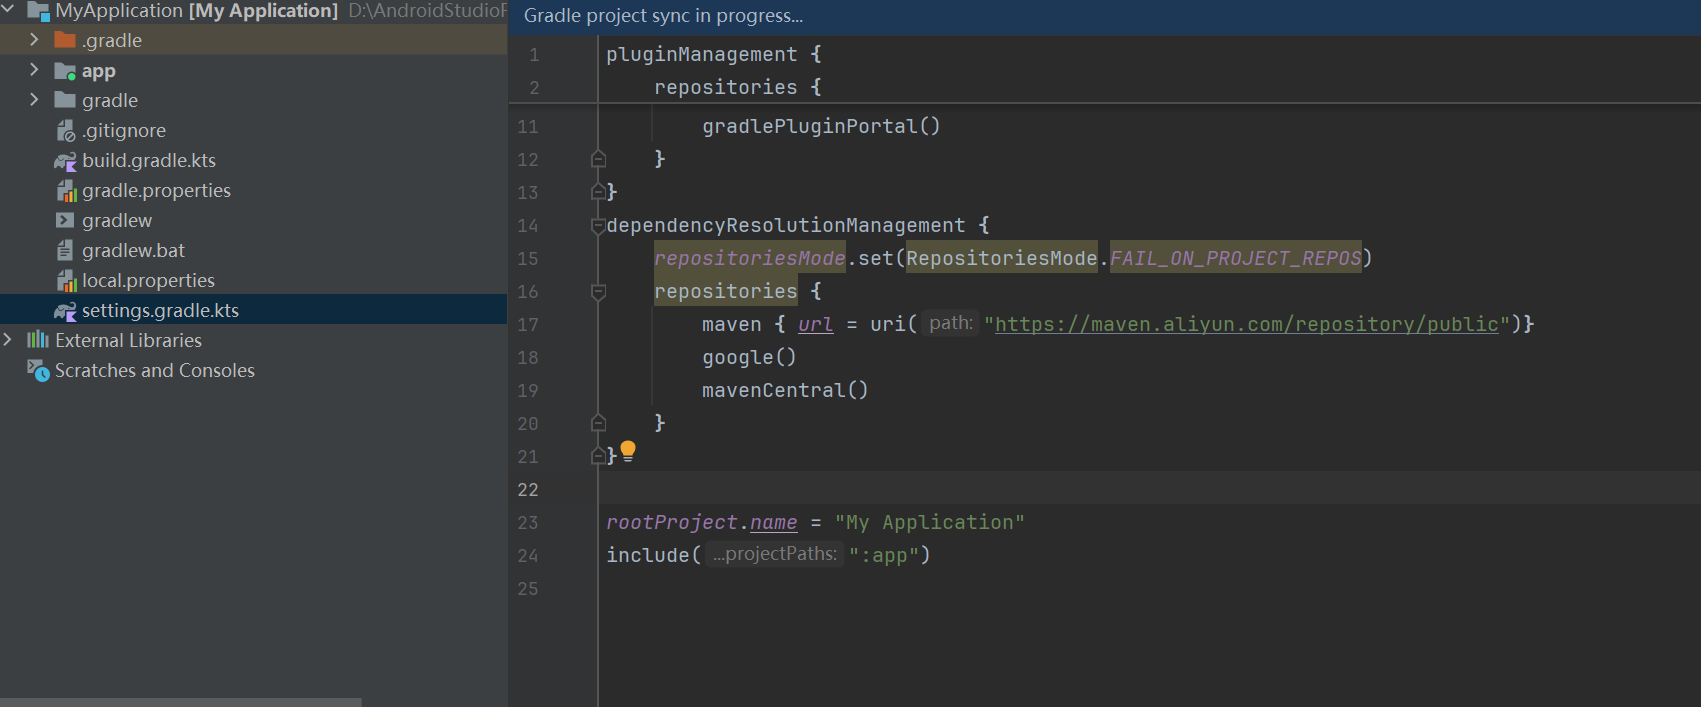 MyApplication [My Application] D:\AndroidStudioP
.gradle
app
gradle
.gitignore
build.gradle.kts
gradle.properties
gradlew
gradlew.bat
local.properties
settings.gradle.kts
External Libraries
Scratches and Consoles
Gradle project sync in progress...
1 pluginManagement {
2 repositories {
11 gradlePluginPortal()
12 }
13 }
14 dependencyResolutionManagement {
15 repositoriesMode.set(RepositoriesMode.FAIL_ON_PROJECT_REPOS)
16 repositories {
17 maven { url = uri( path: "https://maven.aliyun.com/repository/public")}
18 google()
19 mavenCentral()
20 }
21 }
22
23 rootProject.name = "My Application"
24 include( ...projectPaths: ":app")
25